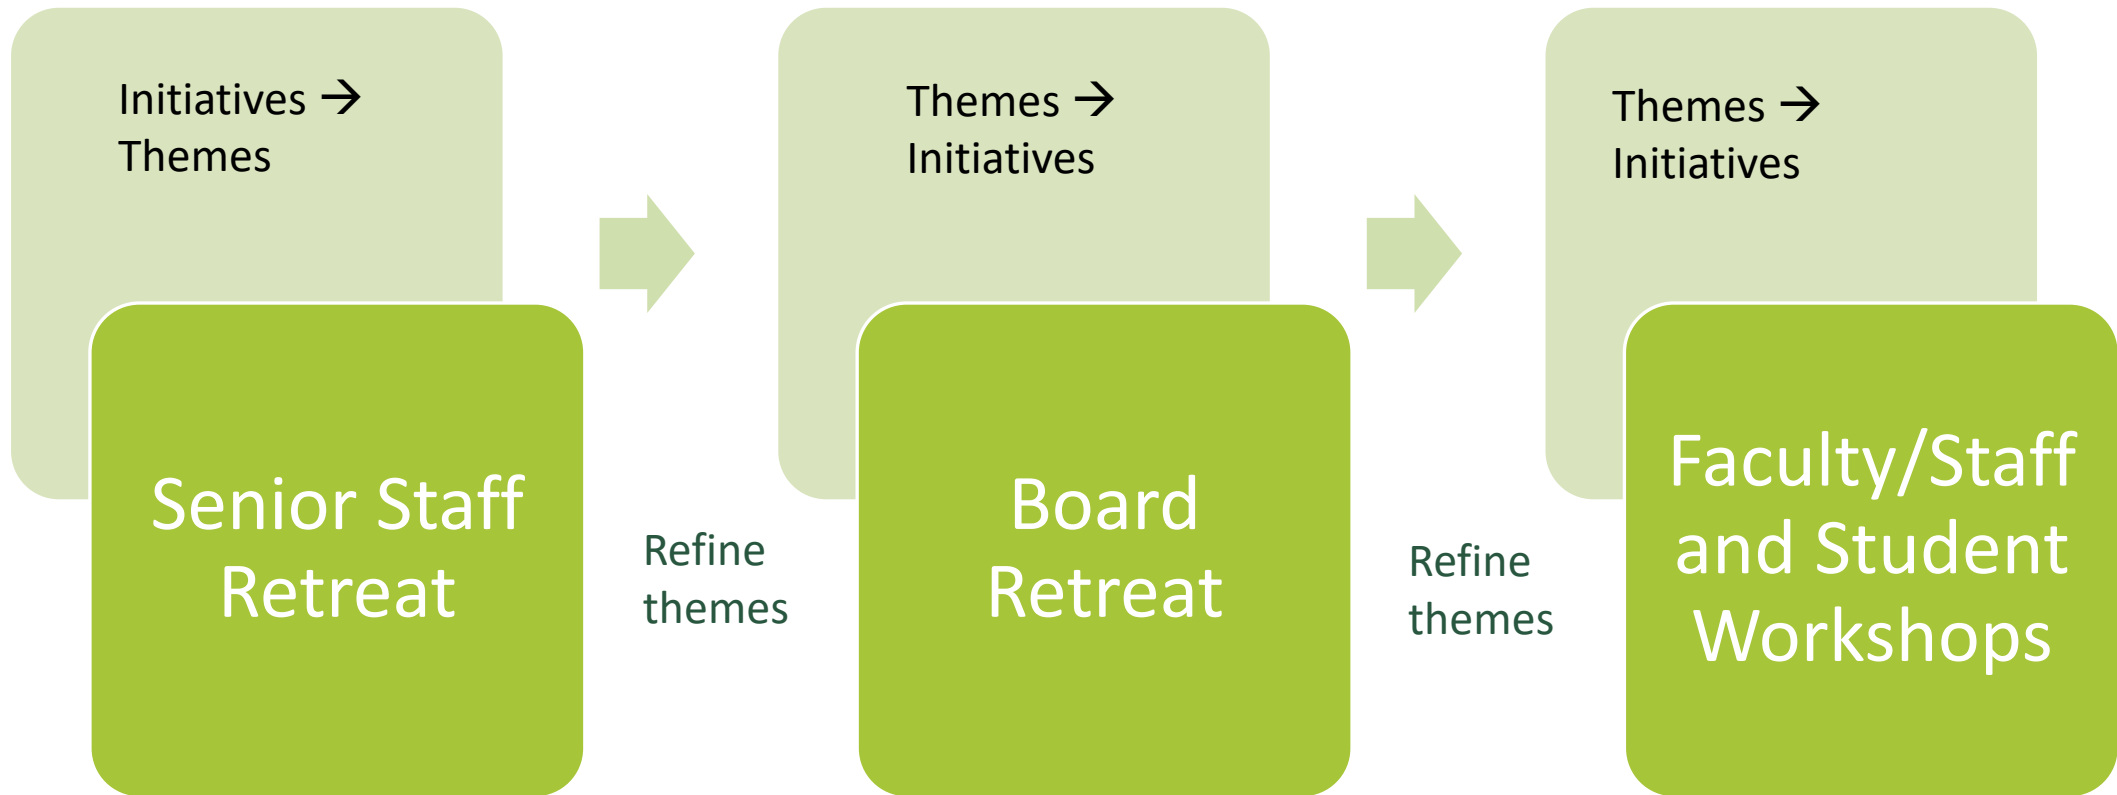 Initiatives →
Themes
Senior Staff
Retreat
Refine
themes
Themes →
Initiatives
Board
Retreat
Refine
themes
Themes →
Initiatives
Faculty/Staff
and Student
Workshops